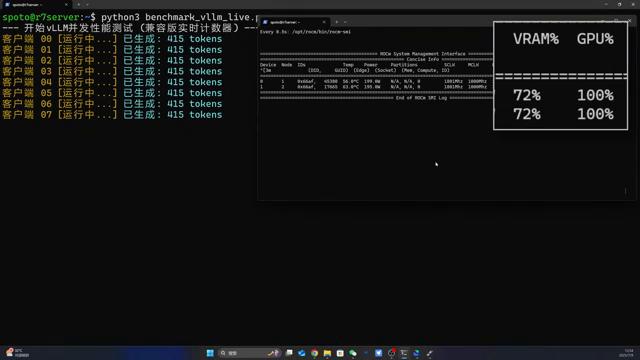 spoto@r7server: ~
spoto@r7server:~$ python3 benchmark_vllm_live.
--- 开始vLLM并发性能测试 (兼容版实时计数器) ---
客户端 00 [运行中...] 已生成: 415 tokens
客户端 01 [运行中...] 已生成: 415 tokens
客户端 02 [运行中...] 已生成: 415 tokens
客户端 03 [运行中...] 已生成: 415 tokens
客户端 04 [运行中...] 已生成: 415 tokens
客户端 05 [运行中...] 已生成: 415 tokens
客户端 06 [运行中...] 已生成: 415 tokens
客户端 07 [运行中...] 已生成: 415 tokens
spoto@r7server: ~
Every 0.5s: /opt/rocm/bin/rocm-smi
ROCm System Management Interface
Concise Info
Device Node IDs Temp Power Partitions SCLK MCLK
(DID, GUID) (Edge) (Socket) (Mem, Compute, ID)
0 1 0x66af, 45380 56.0°C 199.0W N/A, N/A, 0 1801Mhz 1000Mhz
1 2 0x66af, 17665 63.0°C 195.0W N/A, N/A, 0 1801Mhz 1000Mhz
End of ROCm SMI Log
VRAM% GPU%
===============
72% 100%
72% 100%
搜索